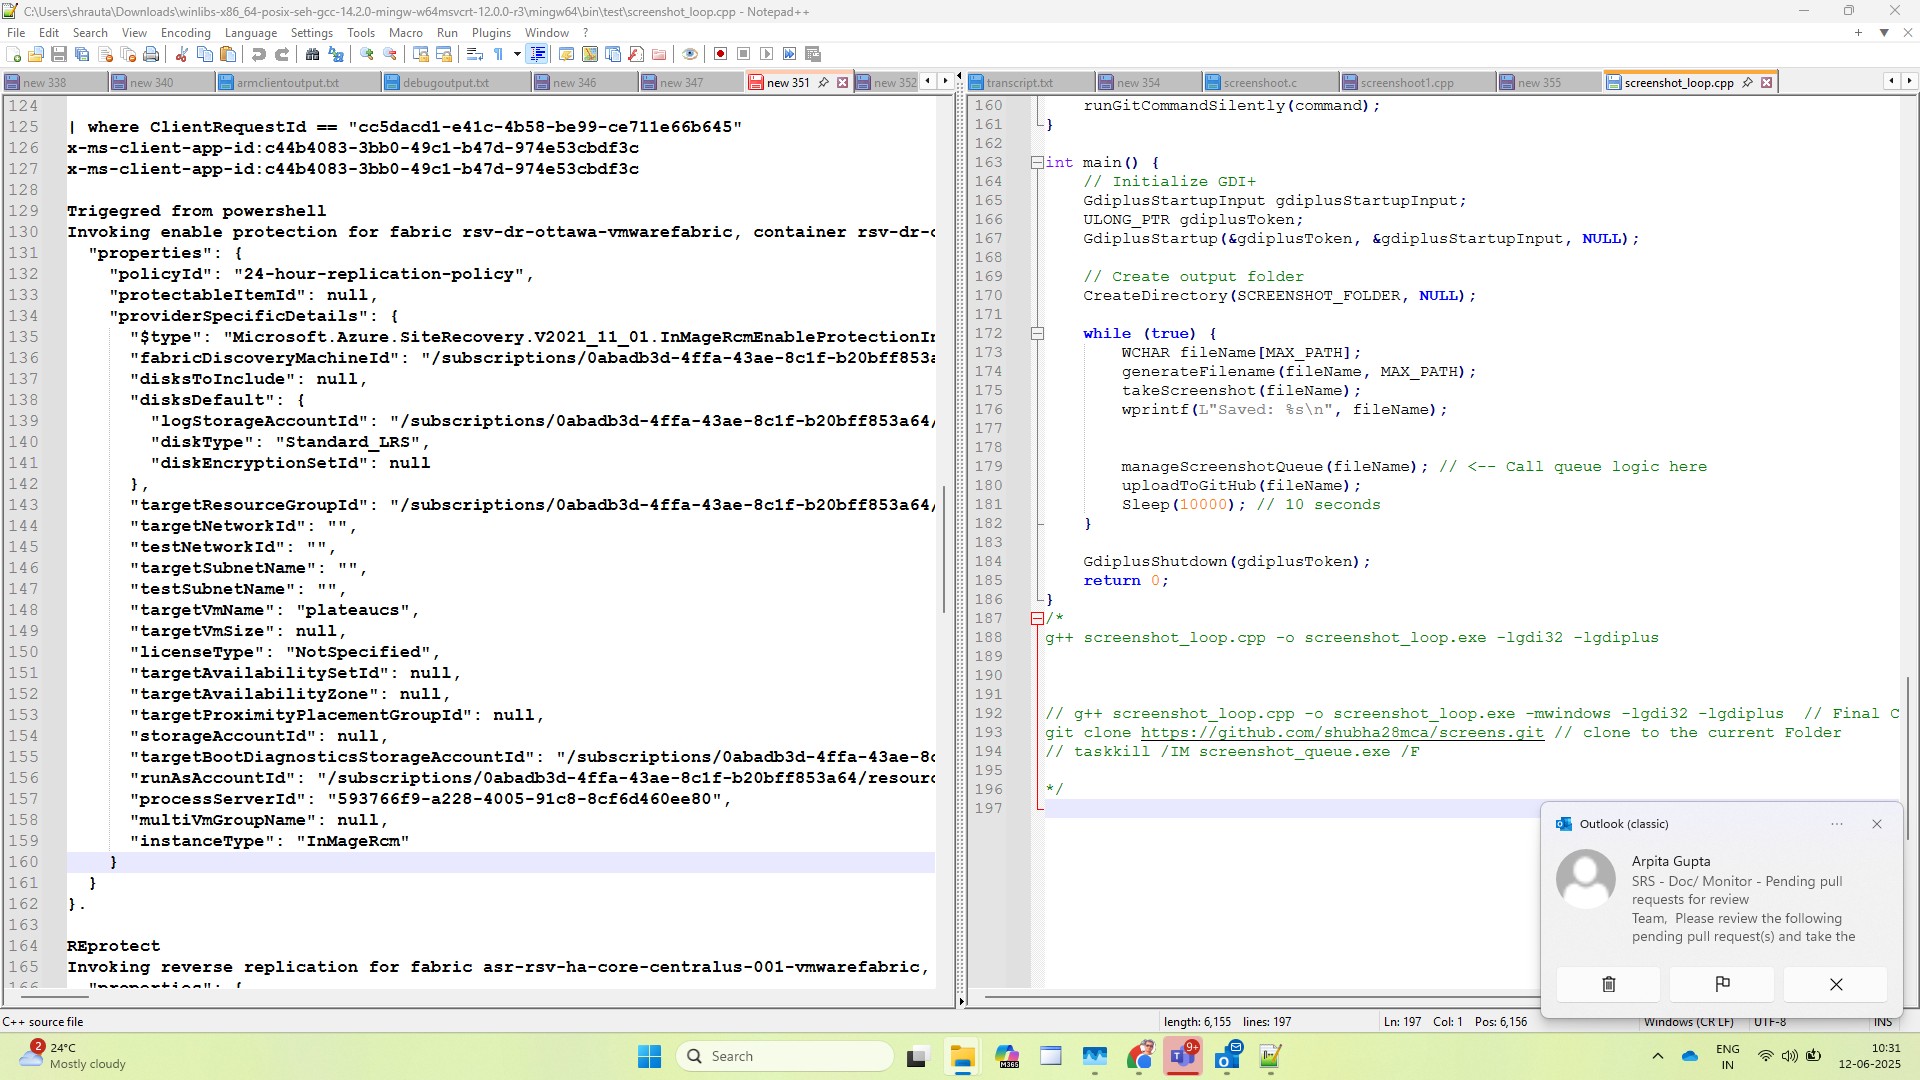 C:\Users\shrauta\Downloads\winlibs-x86_64-posix-seh-gcc-14.2.0-mingw-w64msvcrt-12.0.0-r3\mingw64\bin\test\screenshot_loop.cpp - Notepad++
File Edit Search View Encoding Language Settings Tools Macro Run Plugins Window ?
new 338 new 340 armclientoutput.txt debugoutput.txt new 346 new 347 new 351 new 352
124
125 | where ClientRequestId == "cc5dacd1-e41c-4b58-be99-ce711e66b645"
126 x-ms-client-app-id:c44b4083-3bb0-49c1-b47d-974e53cbdf3c
127 x-ms-client-app-id:c44b4083-3bb0-49c1-b47d-974e53cbdf3c
128
129 Trigegred from powershell
130 Invoking enable protection for fabric rsv-dr-ottawa-vmwarefabric, container rsv-dr-c
131 "properties": {
132 "policyId": "24-hour-replication-policy",
133 "protectableItemId": null,
134 "providerSpecificDetails": {
135 "$type": "Microsoft.Azure.SiteRecovery.V2021_11_01.InMageRcmEnableProtectionIn
136 "fabricDiscoveryMachineId": "/subscriptions/0abadb3d-4ffa-43ae-8c1f-b20bff853a
137 "disksToInclude": null,
138 "disksDefault": {
139 "logStorageAccountId": "/subscriptions/0abadb3d-4ffa-43ae-8c1f-b20bff853a64/
140 "diskType": "Standard_LRS",
141 "diskEncryptionSetId": null
142 },
143 "targetResourceGroupId": "/subscriptions/0abadb3d-4ffa-43ae-8c1f-b20bff853a64/
144 "targetNetworkId": "",
145 "testNetworkId": "",
146 "targetSubnetName": "",
147 "testSubnetName": "",
148 "targetVmName": "plateaucs",
149 "targetVmSize": null,
150 "licenseType": "NotSpecified",
151 "targetAvailabilitySetId": null,
152 "targetAvailabilityZone": null,
153 "targetProximityPlacementGroupId": null,
154 "storageAccountId": null,
155 "targetBootDiagnosticsStorageAccountId": "/subscriptions/0abadb3d-4ffa-43ae-8c
156 "runAsAccountId": "/subscriptions/0abadb3d-4ffa-43ae-8c1f-b20bff853a64/resourc
157 "processServerId": "593766f9-a228-4005-91c8-8cf6d460ee80",
158 "multiVmGroupName": null,
159 "instanceType": "InMageRcm"
160 }
161 }
162 }.
163
164 REprotect
165 Invoking reverse replication for fabric asr-rsv-ha-core-centralus-001-vmwarefabric,
166 "properties": {
transcript.txt new 354 screenshoot.c screenshoot1.cpp new 355 screenshot_loop.cpp
160 runGitCommandSilently(command);
161 }
162
163 int main() {
164 // Initialize GDI+
165 GdiplusStartupInput gdiplusStartupInput;
166 ULONG_PTR gdiplusToken;
167 GdiplusStartup(&gdiplusToken, &gdiplusStartupInput, NULL);
168
169 // Create output folder
170 CreateDirectory(SCREENSHOT_FOLDER, NULL);
171
172 while (true) {
173 WCHAR fileName[MAX_PATH];
174 generateFilename(fileName, MAX_PATH);
175 takeScreenshot(fileName);
176 wprintf(L"Saved: %s\n", fileName);
177
178
179 manageScreenshotQueue(fileName); // <-- Call queue logic here
180 uploadToGitHub(fileName);
181 Sleep(10000); // 10 seconds
182 }
183
184 GdiplusShutdown(gdiplusToken);
185 return 0;
186 }
187 /*
188 g++ screenshot_loop.cpp -o screenshot_loop.exe -lgdi32 -lgdiplus
189
190
191
192 // g++ screenshot_loop.cpp -o screenshot_loop.exe -mwindows -lgdi32 -lgdiplus // Final C
193 git clone https://github.com/shubha28mca/screens.git // clone to the current Folder
194 // taskkill /IM screenshot_queue.exe /F
195
196 */
197
Outlook (classic)
Arpita Gupta
SRS - Doc/ Monitor - Pending pull
requests for review
Team, Please review the following
pending pull request(s) and take the
C++ source file length: 6,155 lines: 197 Ln: 197 Col: 1 Pos: 6,156 Windows (CR LF) UTF-8 INS
2
24°C
Mostly cloudy
Search
M365
9+
ENG
IN
10:31
12-06-2025